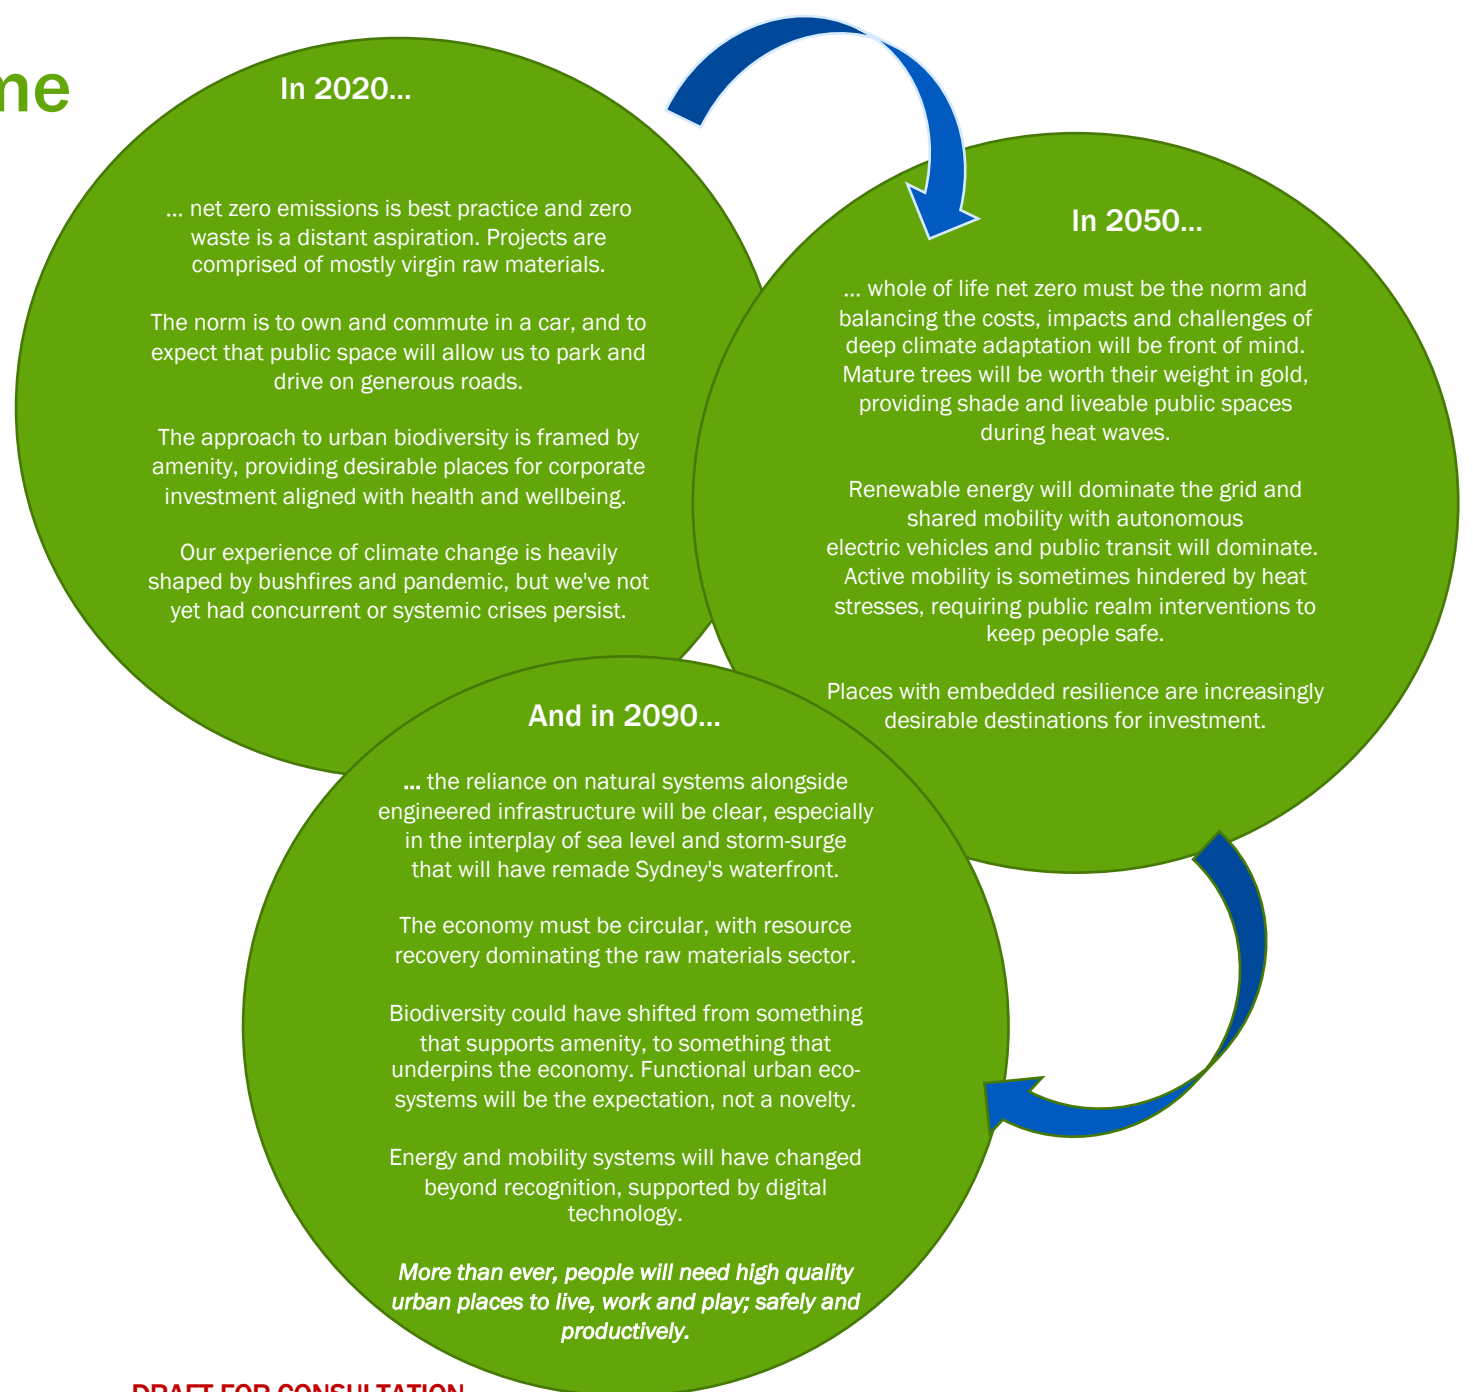 In 2020...
... net zero emissions is best practice and zero
waste is a distant aspiration. Projects are
comprised of mostly virgin raw materials.
The norm is to own and commute in a car, and to
expect that public space will allow us to park and
drive on generous roads.
The approach to urban biodiversity is framed by
amenity, providing desirable places for corporate
investment aligned with health and wellbeing.
Our experience of climate change is heavily
shaped by bushfires and pandemic, but we've not
yet had concurrent or systemic crises persist.
In 2050...
... whole of life net zero must be the norm and
balancing the costs, impacts and challenges of
deep climate adaptation will be front of mind.
Mature trees will be worth their weight in gold,
providing shade and liveable public spaces
during heat waves.
Renewable energy will dominate the grid and
shared mobility with autonomous
electric vehicles and public transit will dominate.
Active mobility is sometimes hindered by heat
stresses, requiring public realm interventions to
keep people safe.
Places with embedded resilience are increasingly
desirable destinations for investment.
And in 2090...
... the reliance on natural systems alongside
engineered infrastructure will be clear, especially
in the interplay of sea level and storm-surge
that will have remade Sydney's waterfront.
The economy must be circular, with resource
recovery dominating the raw materials sector.
Biodiversity could have shifted from something
that supports amenity, to something that
underpins the economy. Functional urban eco-
systems will be the expectation, not a novelty.
Energy and mobility systems will have changed
beyond recognition, supported by digital
technology.
More than ever, people will need high quality
urban places to live, work and play; safely and
productively.
DRAFT FOR CONSULTATION